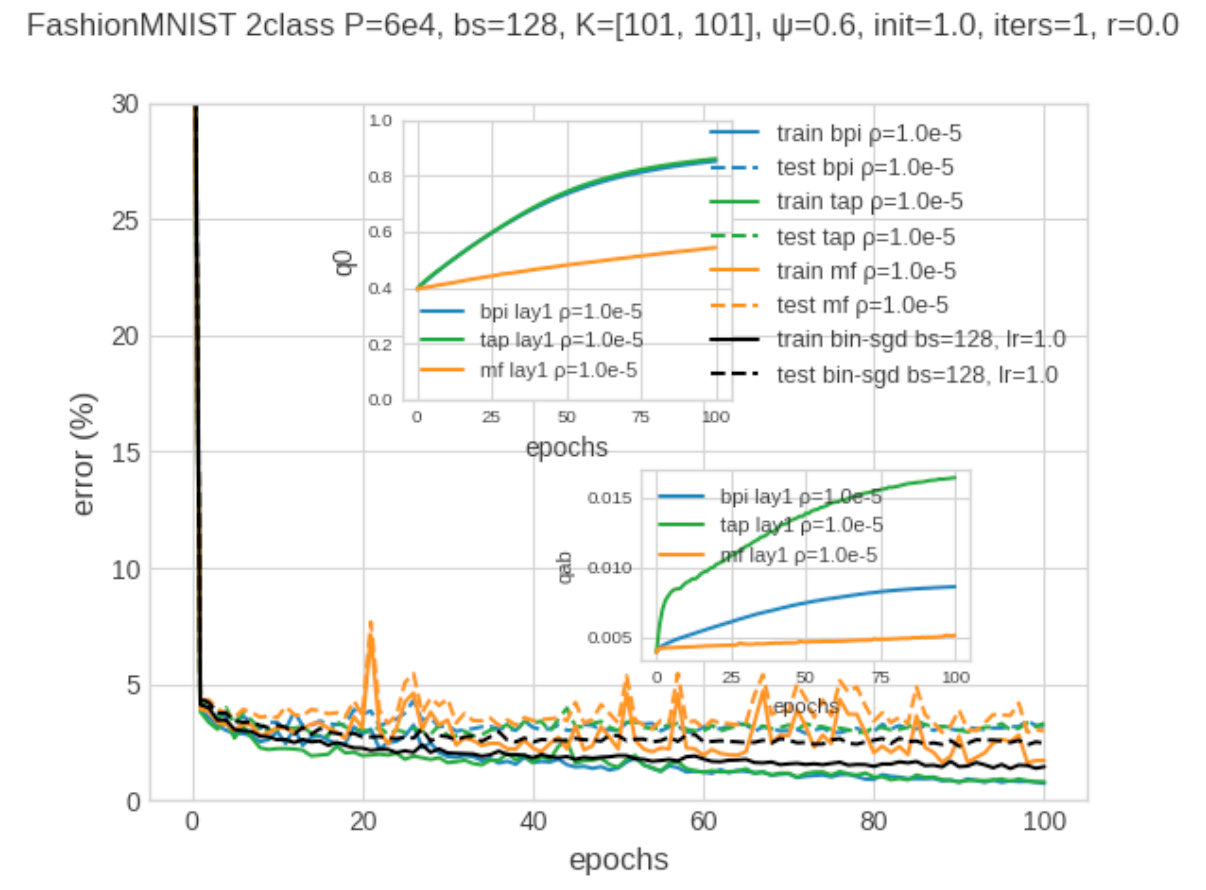 FashionMNIST 2class P=6e4, bs=128, K=[101, 101], ψ=0.6, init=1.0, iters=1, r=0.0
error (%)
30
25
20
15
10
5
0
0 20 40 60 80 100
epochs
train bpi ρ=1.0e-5
test bpi ρ=1.0e-5
train tap ρ=1.0e-5
test tap ρ=1.0e-5
train mf ρ=1.0e-5
test mf ρ=1.0e-5
train bin-sgd bs=128, lr=1.0
test bin-sgd bs=128, lr=1.0
q0
1.0
0.8
0.6
0.4
0.2
0.0
bpi lay1 ρ=1.0e-5
tap lay1 ρ=1.0e-5
mf lay1 ρ=1.0e-5
0 25 50 75 100
epochs
qab
0.015
0.010
0.005
bpi lay1 ρ=1.0e-5
tap lay1 ρ=1.0e-5
mf lay1 ρ=1.0e-5
0 25 50 75 100
epochs